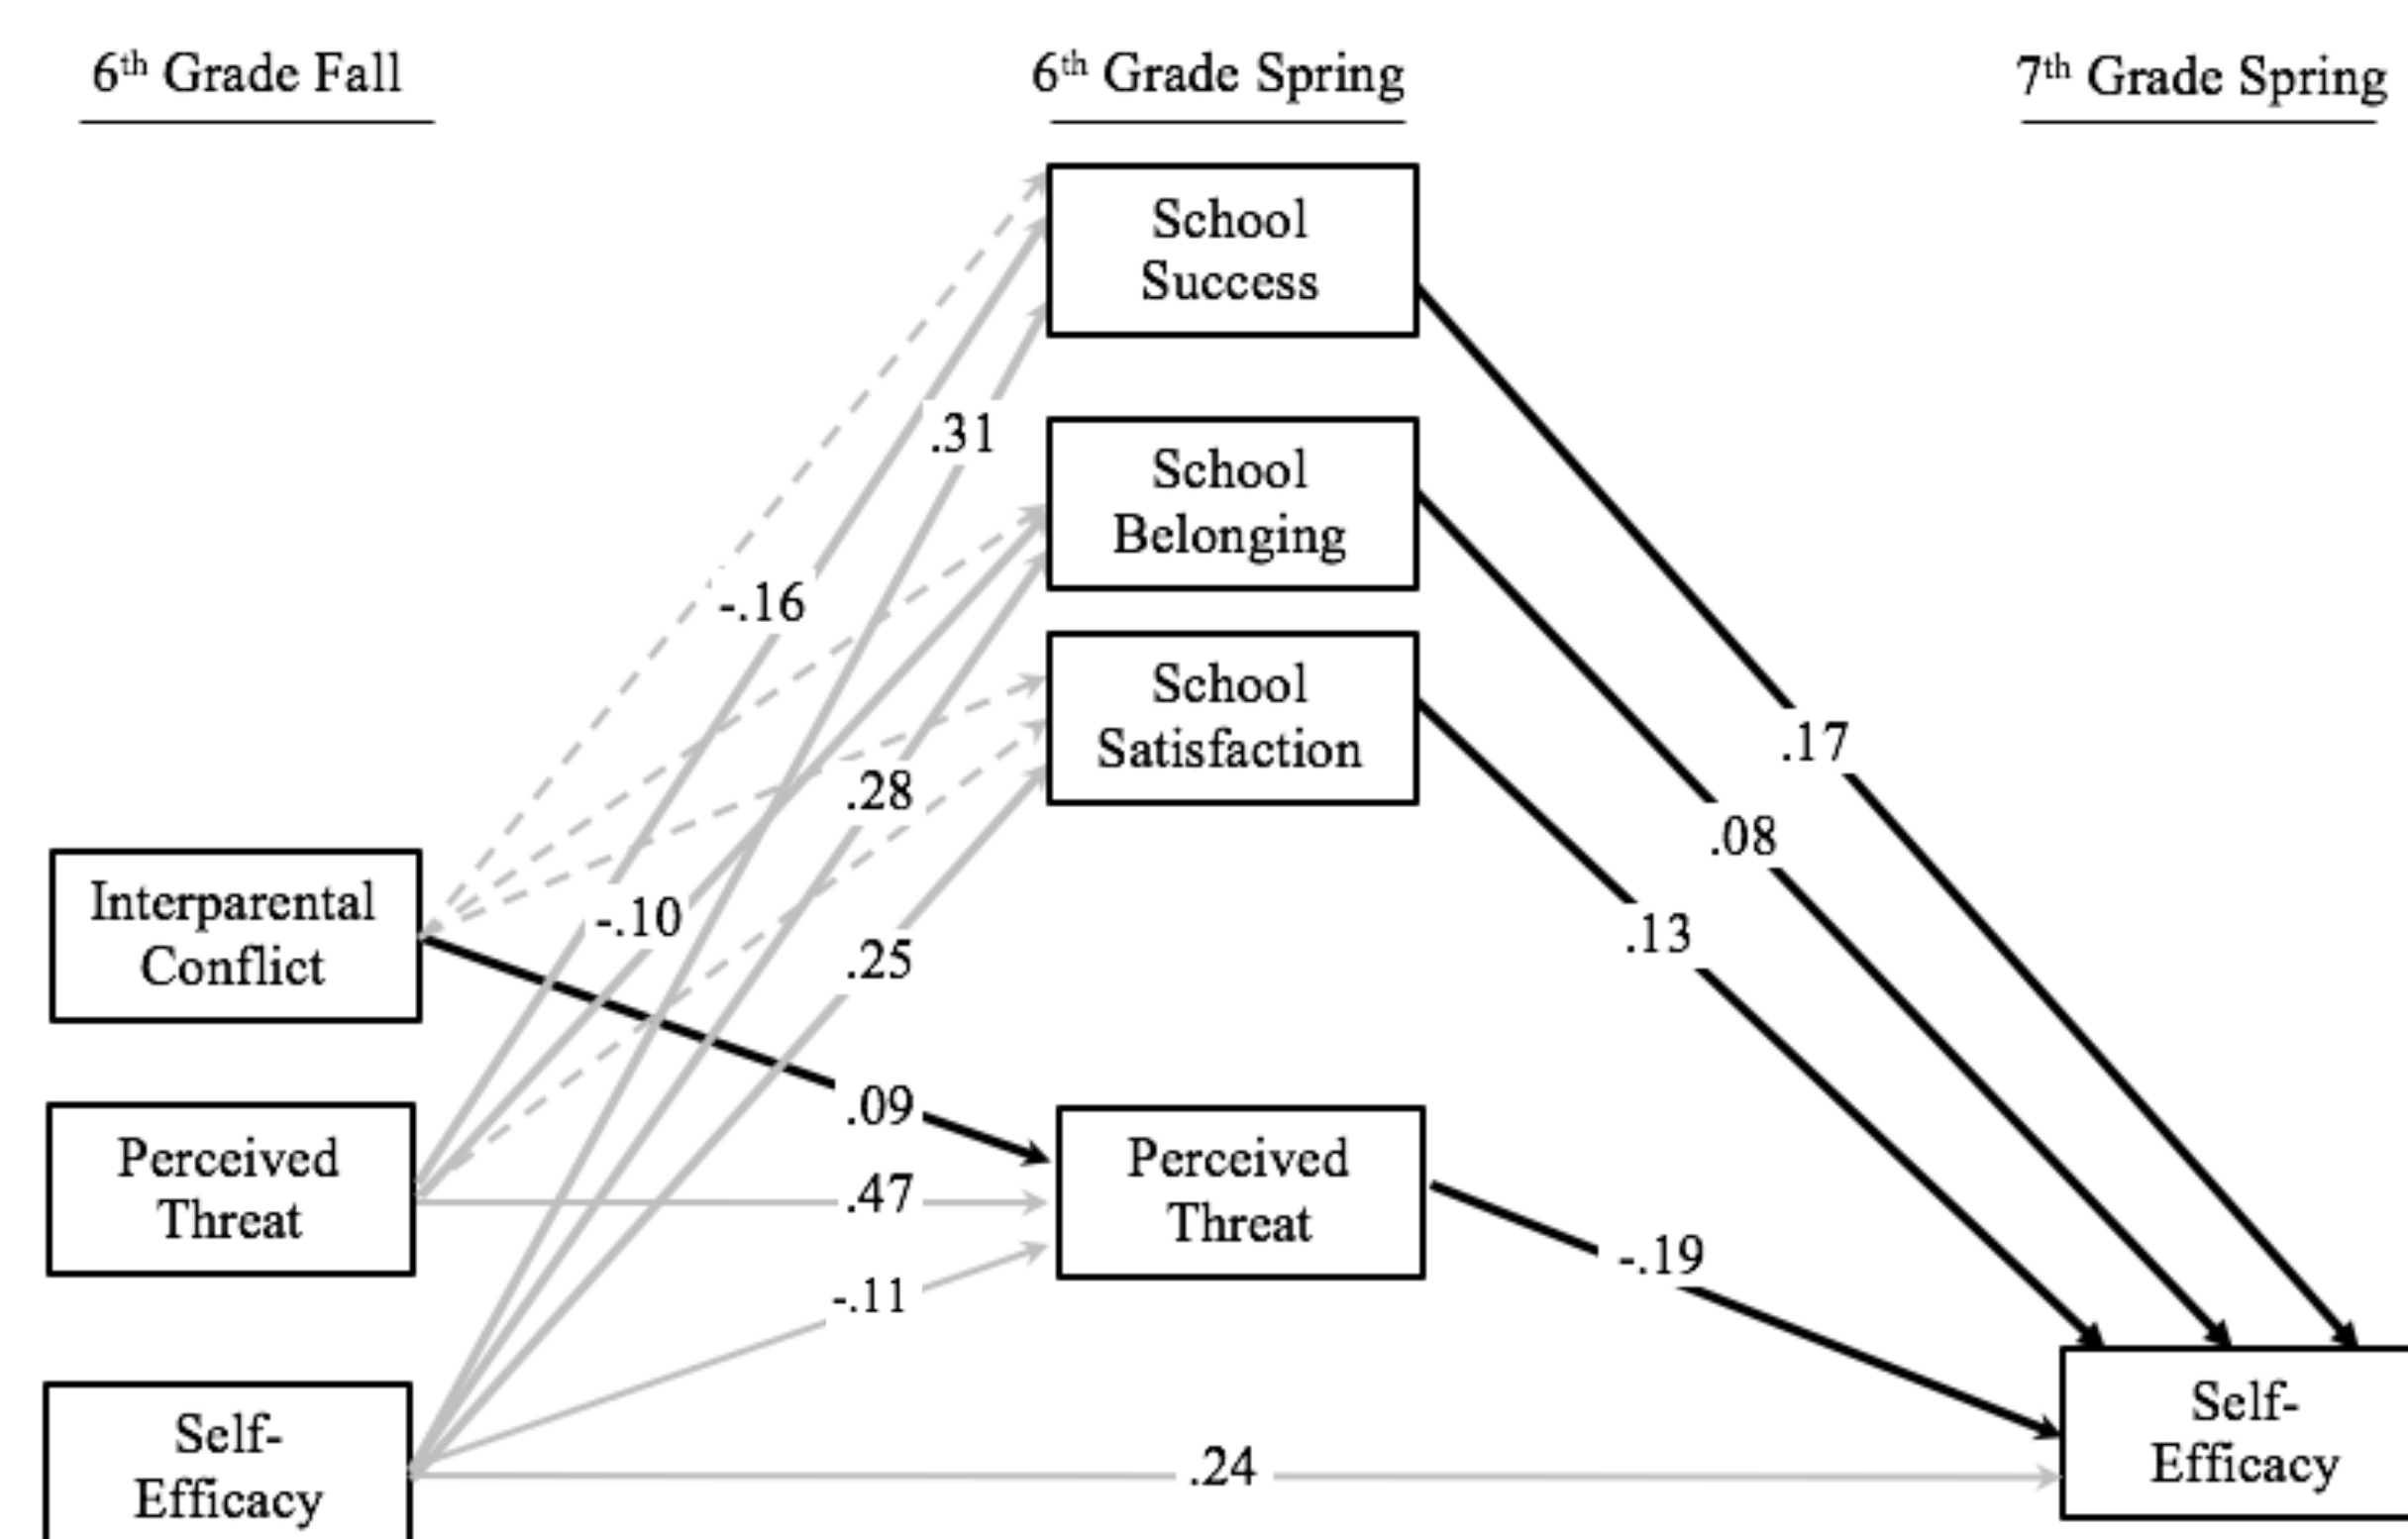 6th Grade Fall
6th Grade Spring
7th Grade Spring
School
Success
.31
School
Belonging
-.16
School
Satisfaction
.17
.28
.08
Interparental
Conflict
-.10
.13
.25
.09
Perceived
Threat
Perceived
Threat
.47
-.19
-.11
Self-
Efficacy
Self-
Efficacy
.24